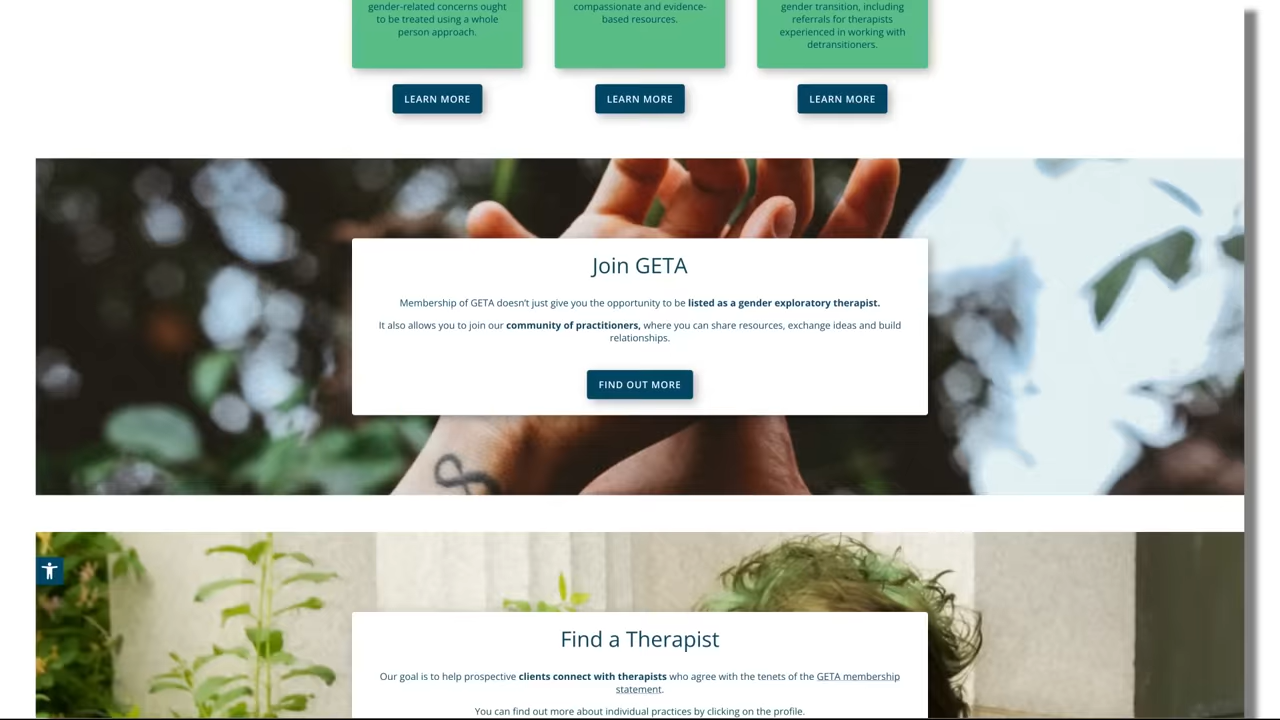 gender-related concerns ought
to be treated using a whole
person approach.
compassionate and evidence-
based resources.
gender transition, including
referrals for therapists
experienced in working with
detransitioners.
LEARN MORE
LEARN MORE
LEARN MORE
Join GETA
Membership of GETA doesn't just give you the opportunity to be listed as a gender exploratory therapist.
It also allows you to join our community of practitioners, where you can share resources, exchange ideas and build
relationships.
FIND OUT MORE
Find a Therapist
Our goal is to help prospective clients connect with therapists who agree with the tenets of the GETA membership
statement.
You can find out more about individual practices by clicking on the profile.